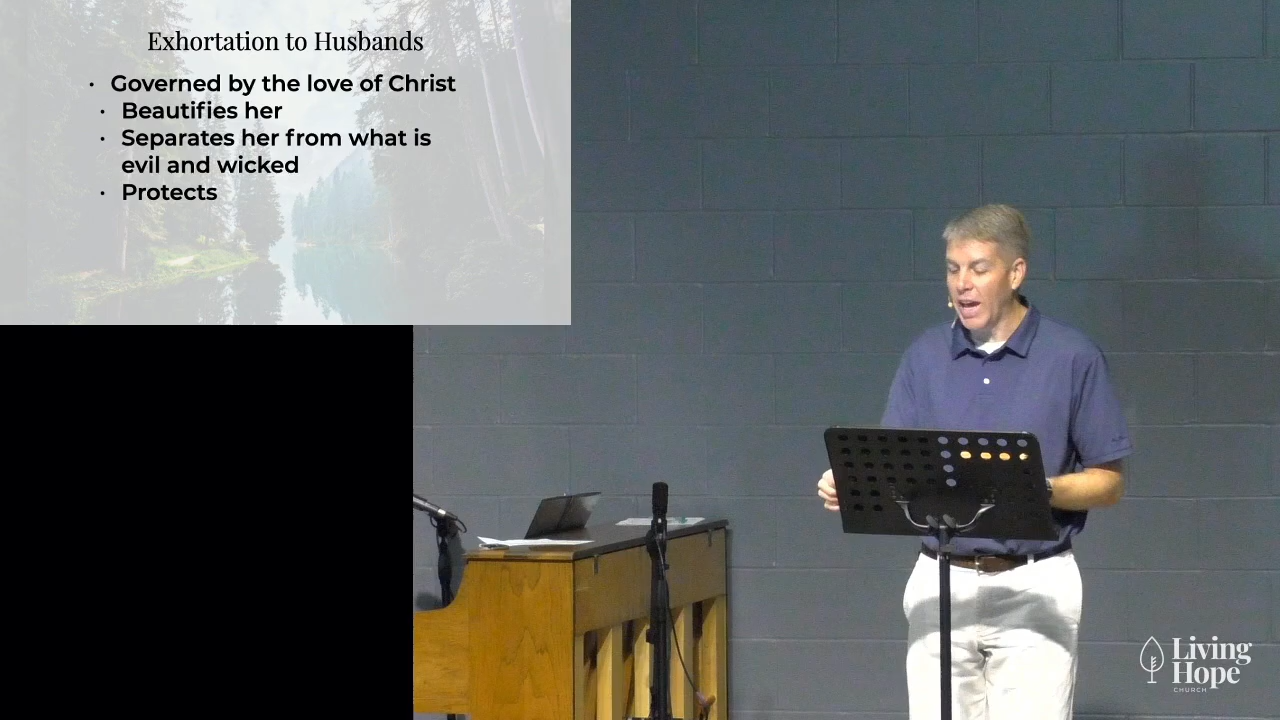 Exhortation to Husbands
• Governed by the love of Christ
• Beautifies her
• Separates her from what is
evil and wicked
• Protects
Living
Hope
CHURCH